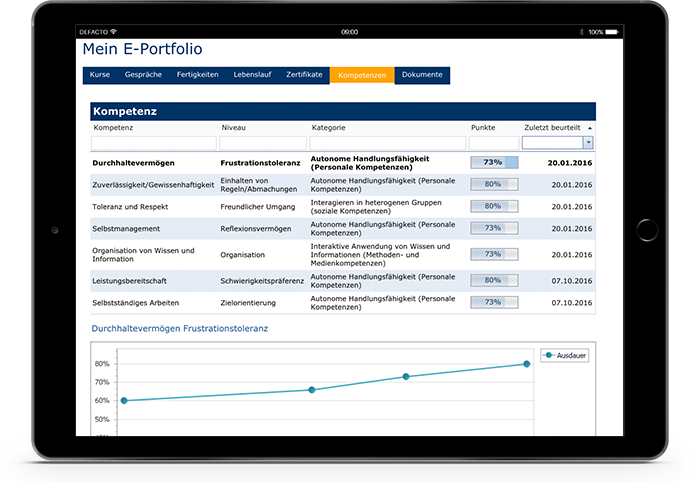 DEFACTO 09:00 100%
Mein E-Portfolio
Kurse Gespräche Fertigkeiten Lebenslauf Zertifikate Kompetenzen Dokumente
Kompetenz
Kompetenz Niveau Kategorie Punkte Zuletzt beurteilt
Durchhaltevermögen Frustrationstoleranz Autonome Handlungsfähigkeit
(Personale Kompetenzen) 73% 20.01.2016
Zuverlässigkeit/Gewissenhaftigkeit Einhalten von
Regeln/Abmachungen Autonome Handlungsfähigkeit (Personale
Kompetenzen) 80% 20.01.2016
Toleranz und Respekt Freundlicher Umgang Interagieren in heterogenen Gruppen
(soziale Kompetenzen) 80% 20.01.2016
Selbstmanagement Reflexionsvermögen Autonome Handlungsfähigkeit (Personale
Kompetenzen) 73% 20.01.2016
Organisation von Wissen und
Information Organisation Interaktive Anwendung von Wissen und
Informationen (Methoden- und
Medienkompetenzen) 73% 20.01.2016
Leistungsbereitschaft Schwierigkeitspräferenz Autonome Handlungsfähigkeit (Personale
Kompetenzen) 80% 07.10.2016
Selbstständiges Arbeiten Zielorientierung Autonome Handlungsfähigkeit (Personale
Kompetenzen) 73% 07.10.2016
Durchhaltevermögen Frustrationstoleranz
Ausdauer
80%
70%
60%
50%